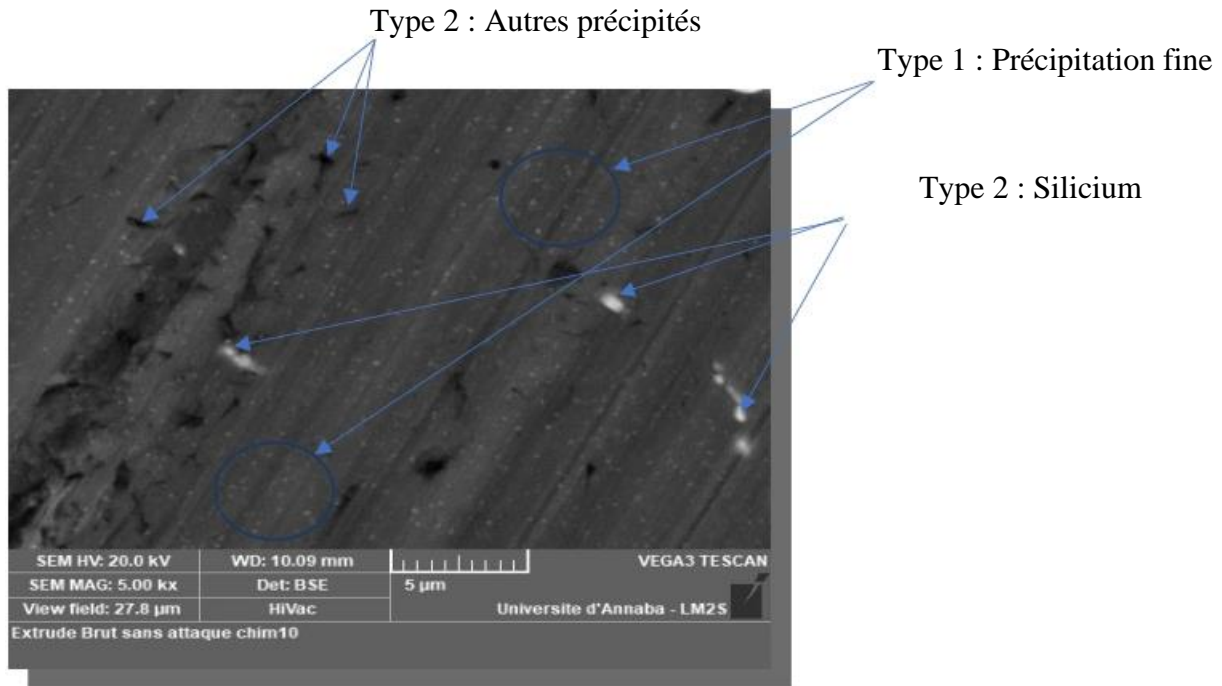 Type 2 : Autres précipités
Type 1 : Précipitation fine
Type 2 : Silicium
SEM HV: 20.0 kV WD: 10.09 mm VEGA3 TESCAN
SEM MAG: 5.00 kx Det: BSE 5 µm
View field: 27.8 µm HiVac Universite d'Annaba - LM2S
Extrude Brut sans attaque chim10